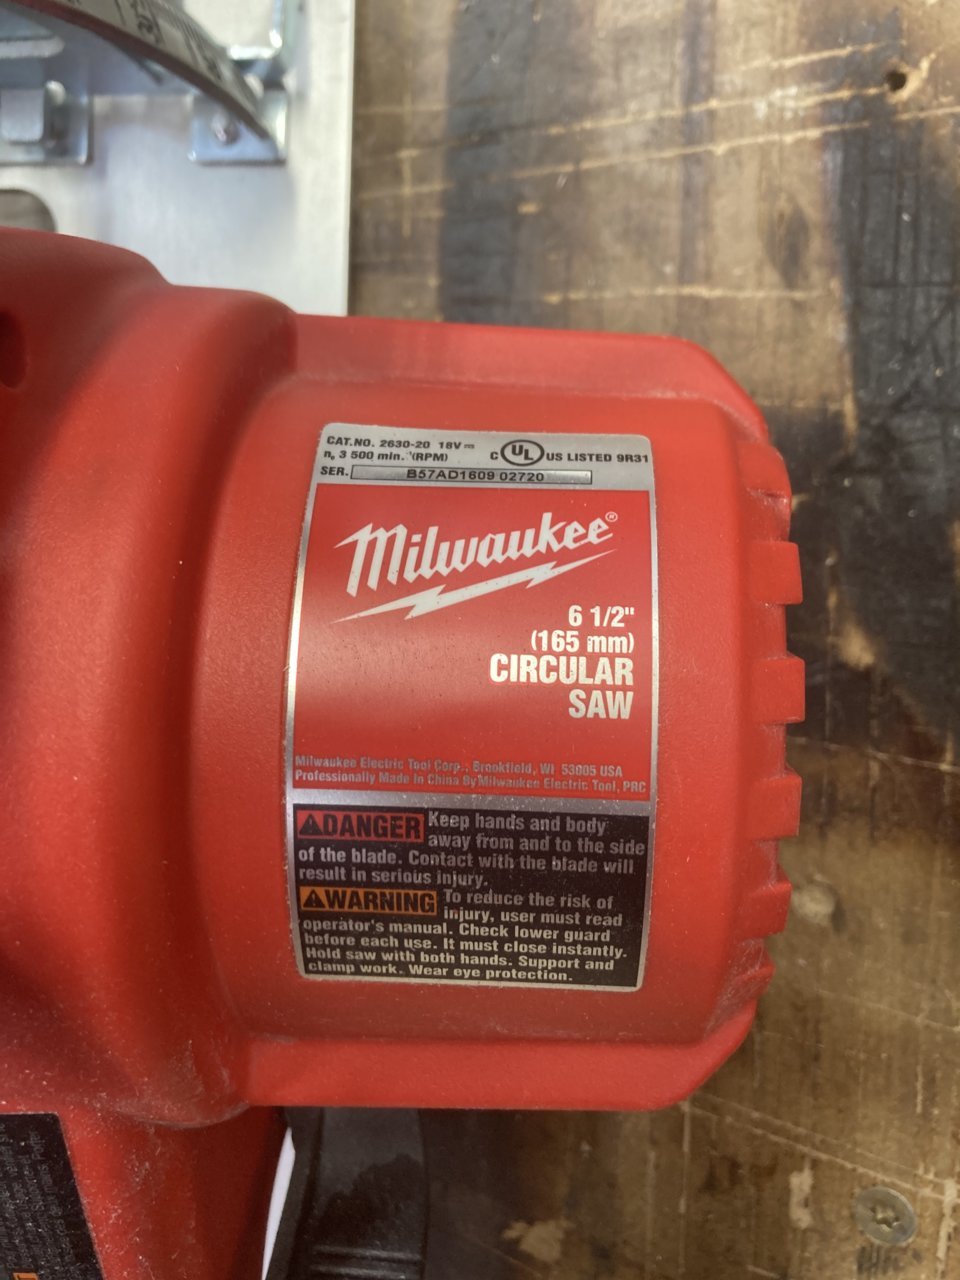 CAT.NO. 2630-20 18V
n₀ 3 500 min.⁻¹(RPM)
C UL US LISTED 9R31
SER. B57AD1609 02720
Milwaukee®
6 1/2"
(165 mm)
CIRCULAR
SAW
Milwaukee Electric Tool Corp., Brookfield, WI 53005 USA
Professionally Made In China By Milwaukee Electric Tool, PRC
DANGER Keep hands and body
away from and to the side
of the blade. Contact with the blade will
result in serious injury.
WARNING To reduce the risk of
injury, user must read
operator's manual. Check lower guard
before each use. It must close instantly.
Hold saw with both hands. Support and
clamp work. Wear eye protection.